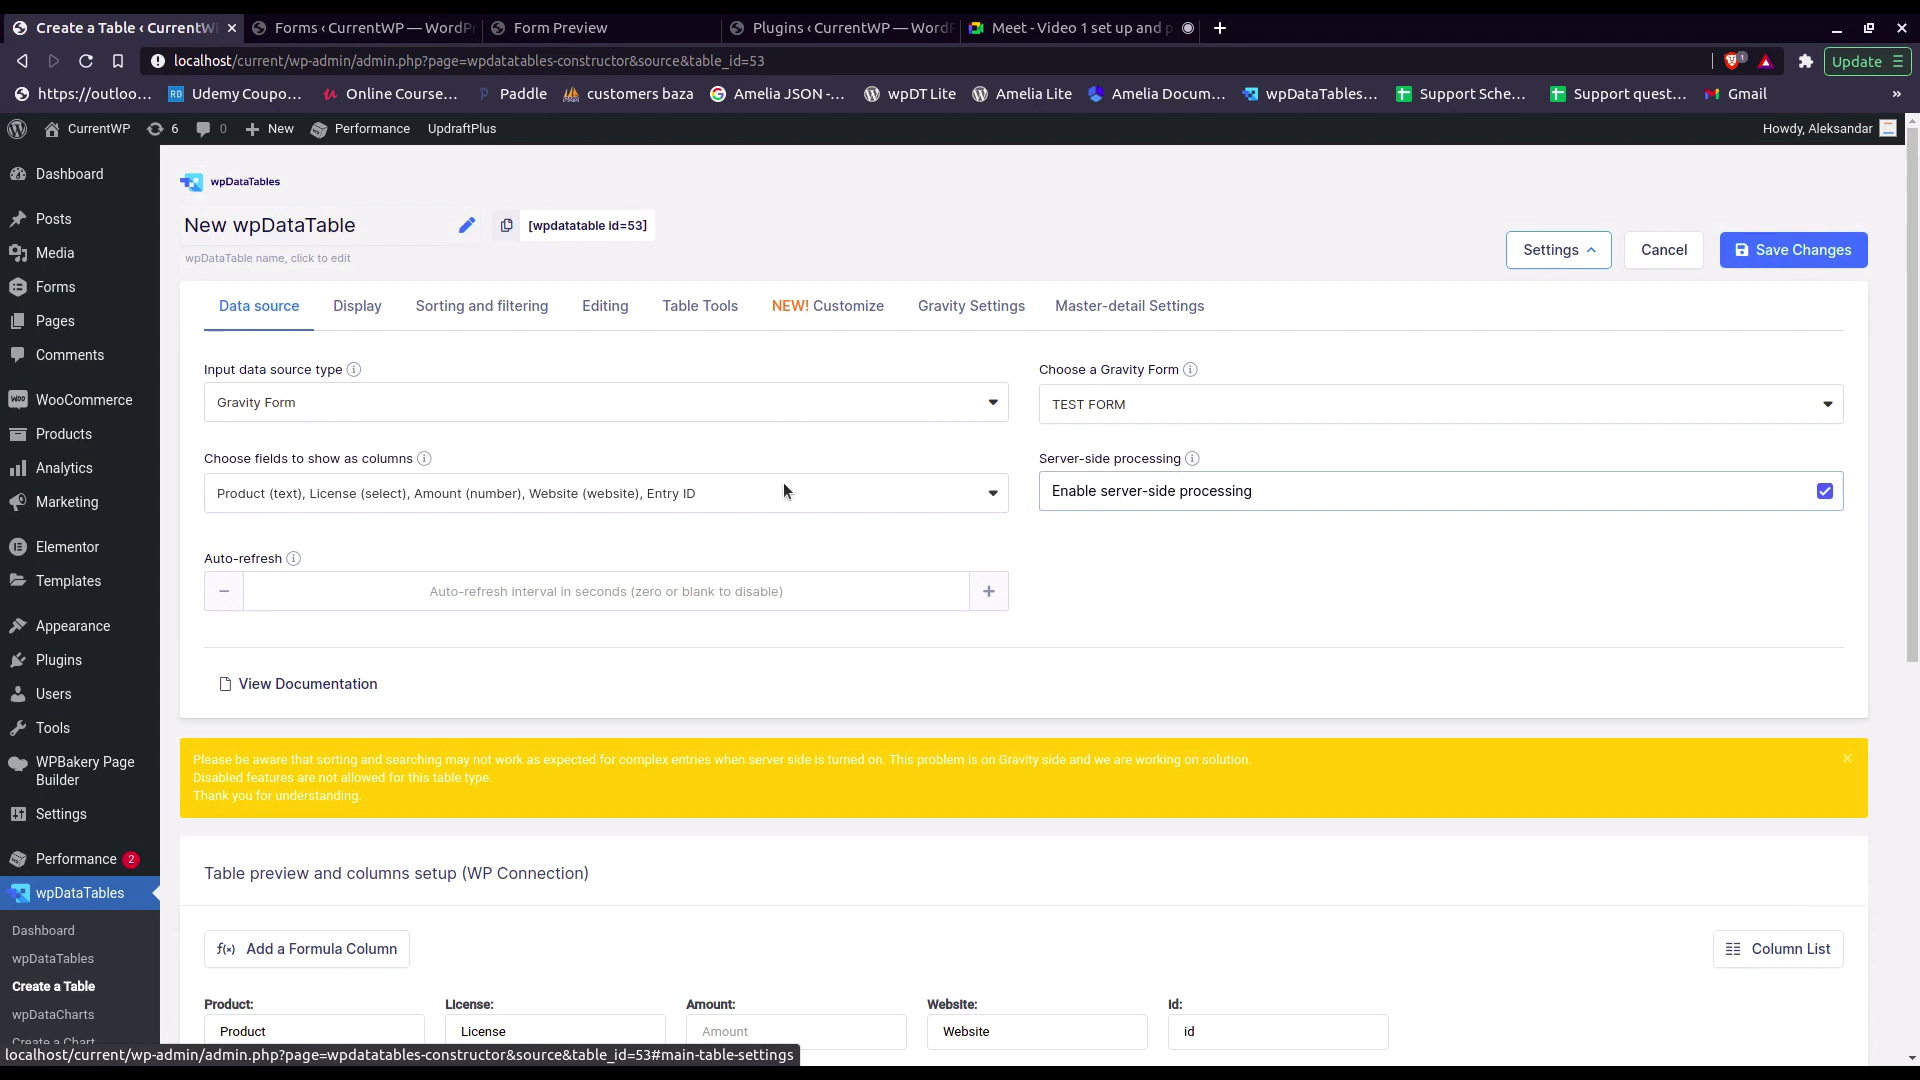 Create a Table ‹ CurrentW
Forms ‹ CurrentWP — WordP
Form Preview
Plugins ‹ CurrentWP — Word
Meet - Video 1 set up and p
localhost/current/wp-admin/admin.php?page=wpdatatables-constructor&source&table_id=53
1
Update
https://outloo...
RD
Udemy Coupo...
Online Course...
Paddle
customers baza
Amelia JSON -...
wpDT Lite
Amelia Lite
Amelia Docum...
wpDataTables...
Support Sche...
Support quest...
Gmail
»
CurrentWP
6
0
New
Performance
UpdraftPlus
Howdy, Aleksandar
Dashboard
Posts
Media
Forms
Pages
Comments
WooCommerce
Products
Analytics
Marketing
Elementor
Templates
Appearance
Plugins
Users
Tools
WPBakery Page
Builder
Settings
Performance 2
wpDataTables
Dashboard
wpDataTables
Create a Table
wpDataCharts
Create a Chart
wpDataTables
New wpDataTable
[wpdatatable id=53]
wpDataTable name, click to edit
Settings
Cancel
Save Changes
Data source
Display
Sorting and filtering
Editing
Table Tools
NEW! Customize
Gravity Settings
Master-detail Settings
Input data source type
Gravity Form
Choose a Gravity Form
TEST FORM
Choose fields to show as columns
Product (text), License (select), Amount (number), Website (website), Entry ID
Server-side processing
Enable server-side processing
Auto-refresh
Auto-refresh interval in seconds (zero or blank to disable)
View Documentation
Please be aware that sorting and searching may not work as expected for complex entries when server side is turned on. This problem is on Gravity side and we are working on solution.
Disabled features are not allowed for this table type.
Thank you for understanding.
Table preview and columns setup (WP Connection)
f(x) Add a Formula Column
Column List
Product:
License:
Amount:
Website:
Id:
Product
License
Amount
Website
id
localhost/current/wp-admin/admin.php?page=wpdatatables-constructor&source&table_id=53#main-table-settings